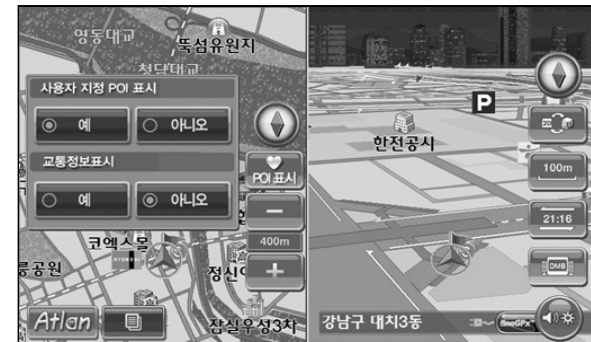 영동대교
뚝섬유원지
청담대교
사용자 지정 POI 표시
예
아니오
교통정보표시
예
아니오
POI 표시
400m
코엑스몰
HYUNDAI
릉공원
정신
잠실우성3차
Atlan
P
한전공사
100m
21:16
DMB
강남구 대치3동
fineGPx